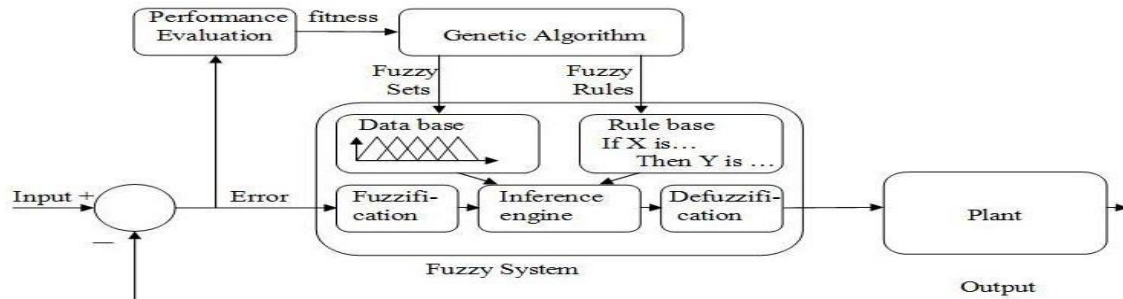 Performance
Evaluation
fitness
Genetic Algorithm
Fuzzy
Sets
Fuzzy
Rules
Data base
Rule base
If X is...
Then Y is ...
Input +
Error
Fuzzifi-
cation
Inference
engine
Defuzzifi-
cation
Plant
—
Fuzzy System
Output